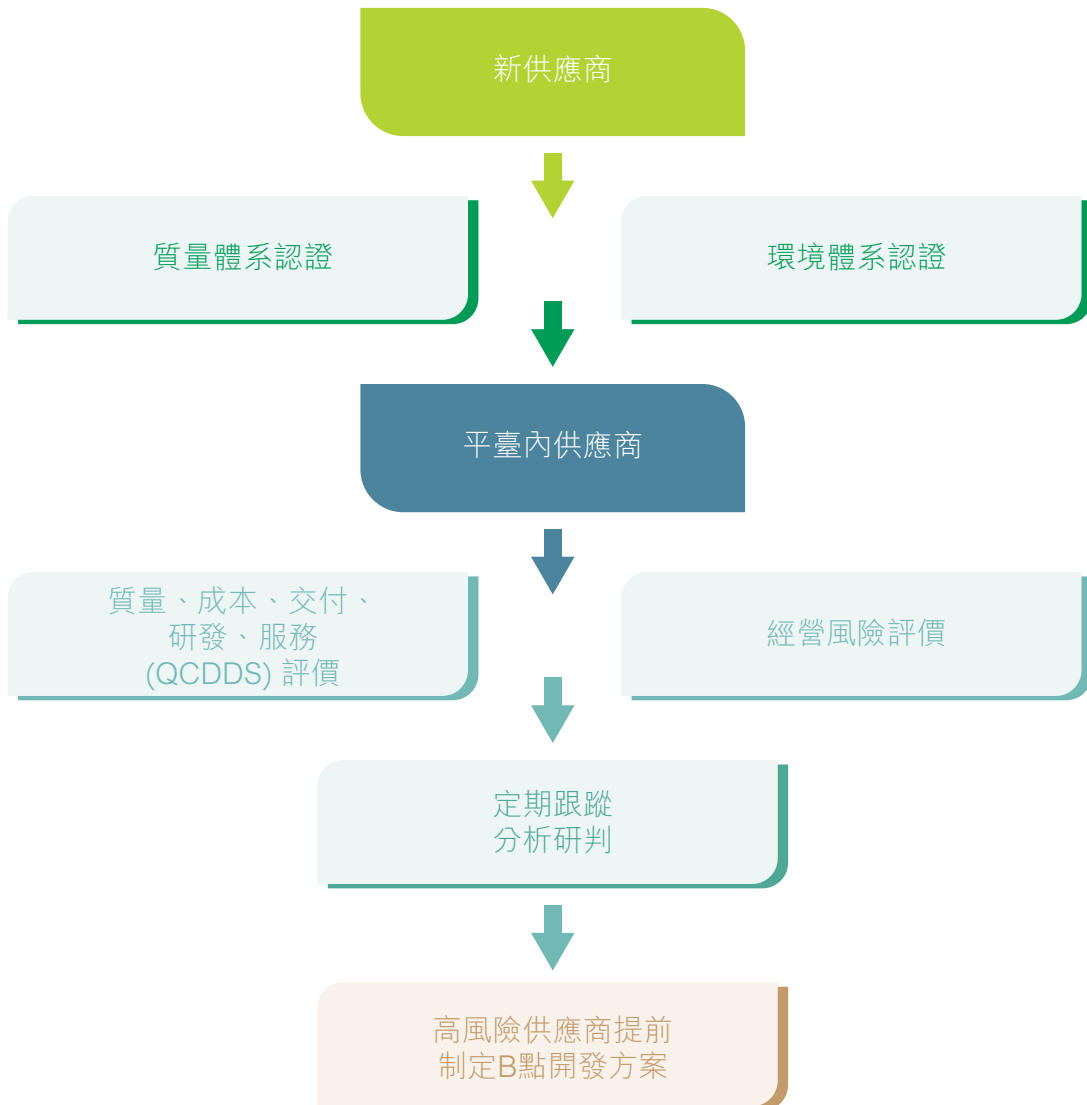 新供應商
質量體系認證
環境體系認證
平臺內供應商
質量、成本、交付、
研發、服務
(QCDDS) 評價
經營風險評價
定期跟蹤
分析研判
高風險供應商提前
制定B點開發方案